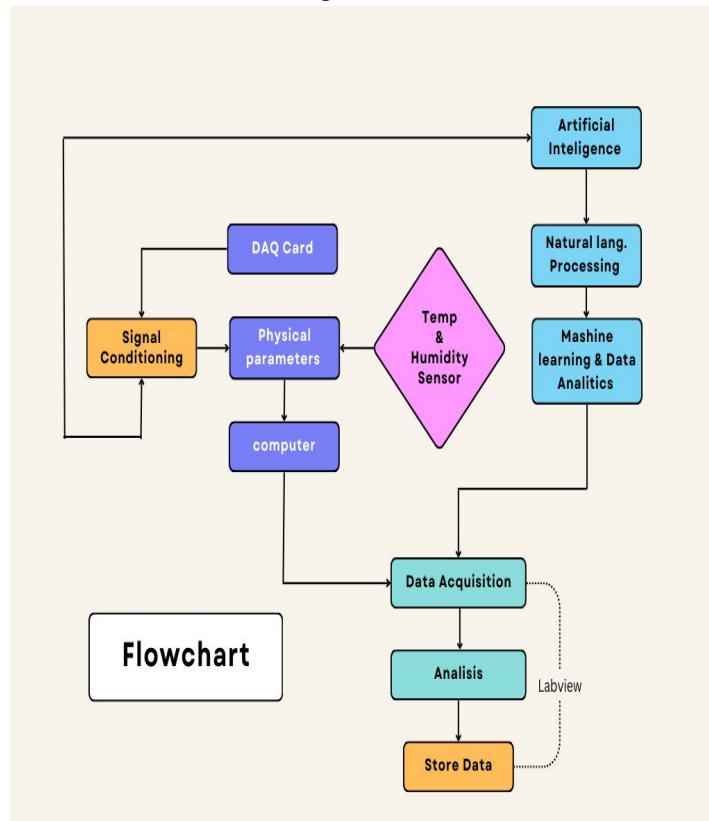 Artificial
Inteligence
DAQ Card
Natural lang.
Processing
Signal
Conditioning
Physical
parameters
Temp
&
Humidity
Sensor
Mashine
learning & Data
Analitics
computer
Data Acquisition
Flowchart
Analisis
Labview
Store Data